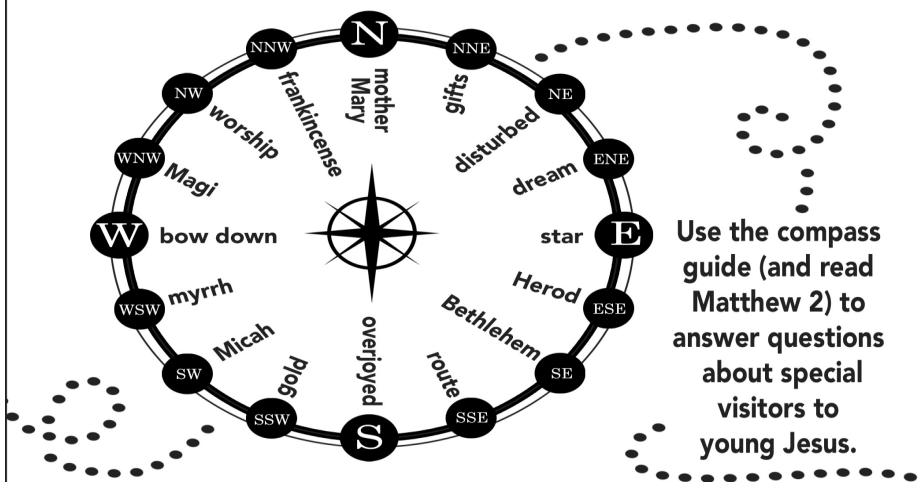 N
NNE
NE
ENE
E
ESE
SE
SSE
S
SSW
SW
WSW
W
WNW
NW
NNW
mother
Mary
gifts
disturbed
dream
star
Herod
Bethlehem
route
overjoyed
gold
Micah
myrrh
bow down
Magi
worship
frankincense
Use the compass
guide (and read
Matthew 2) to
answer questions
about special
visitors to
young Jesus.